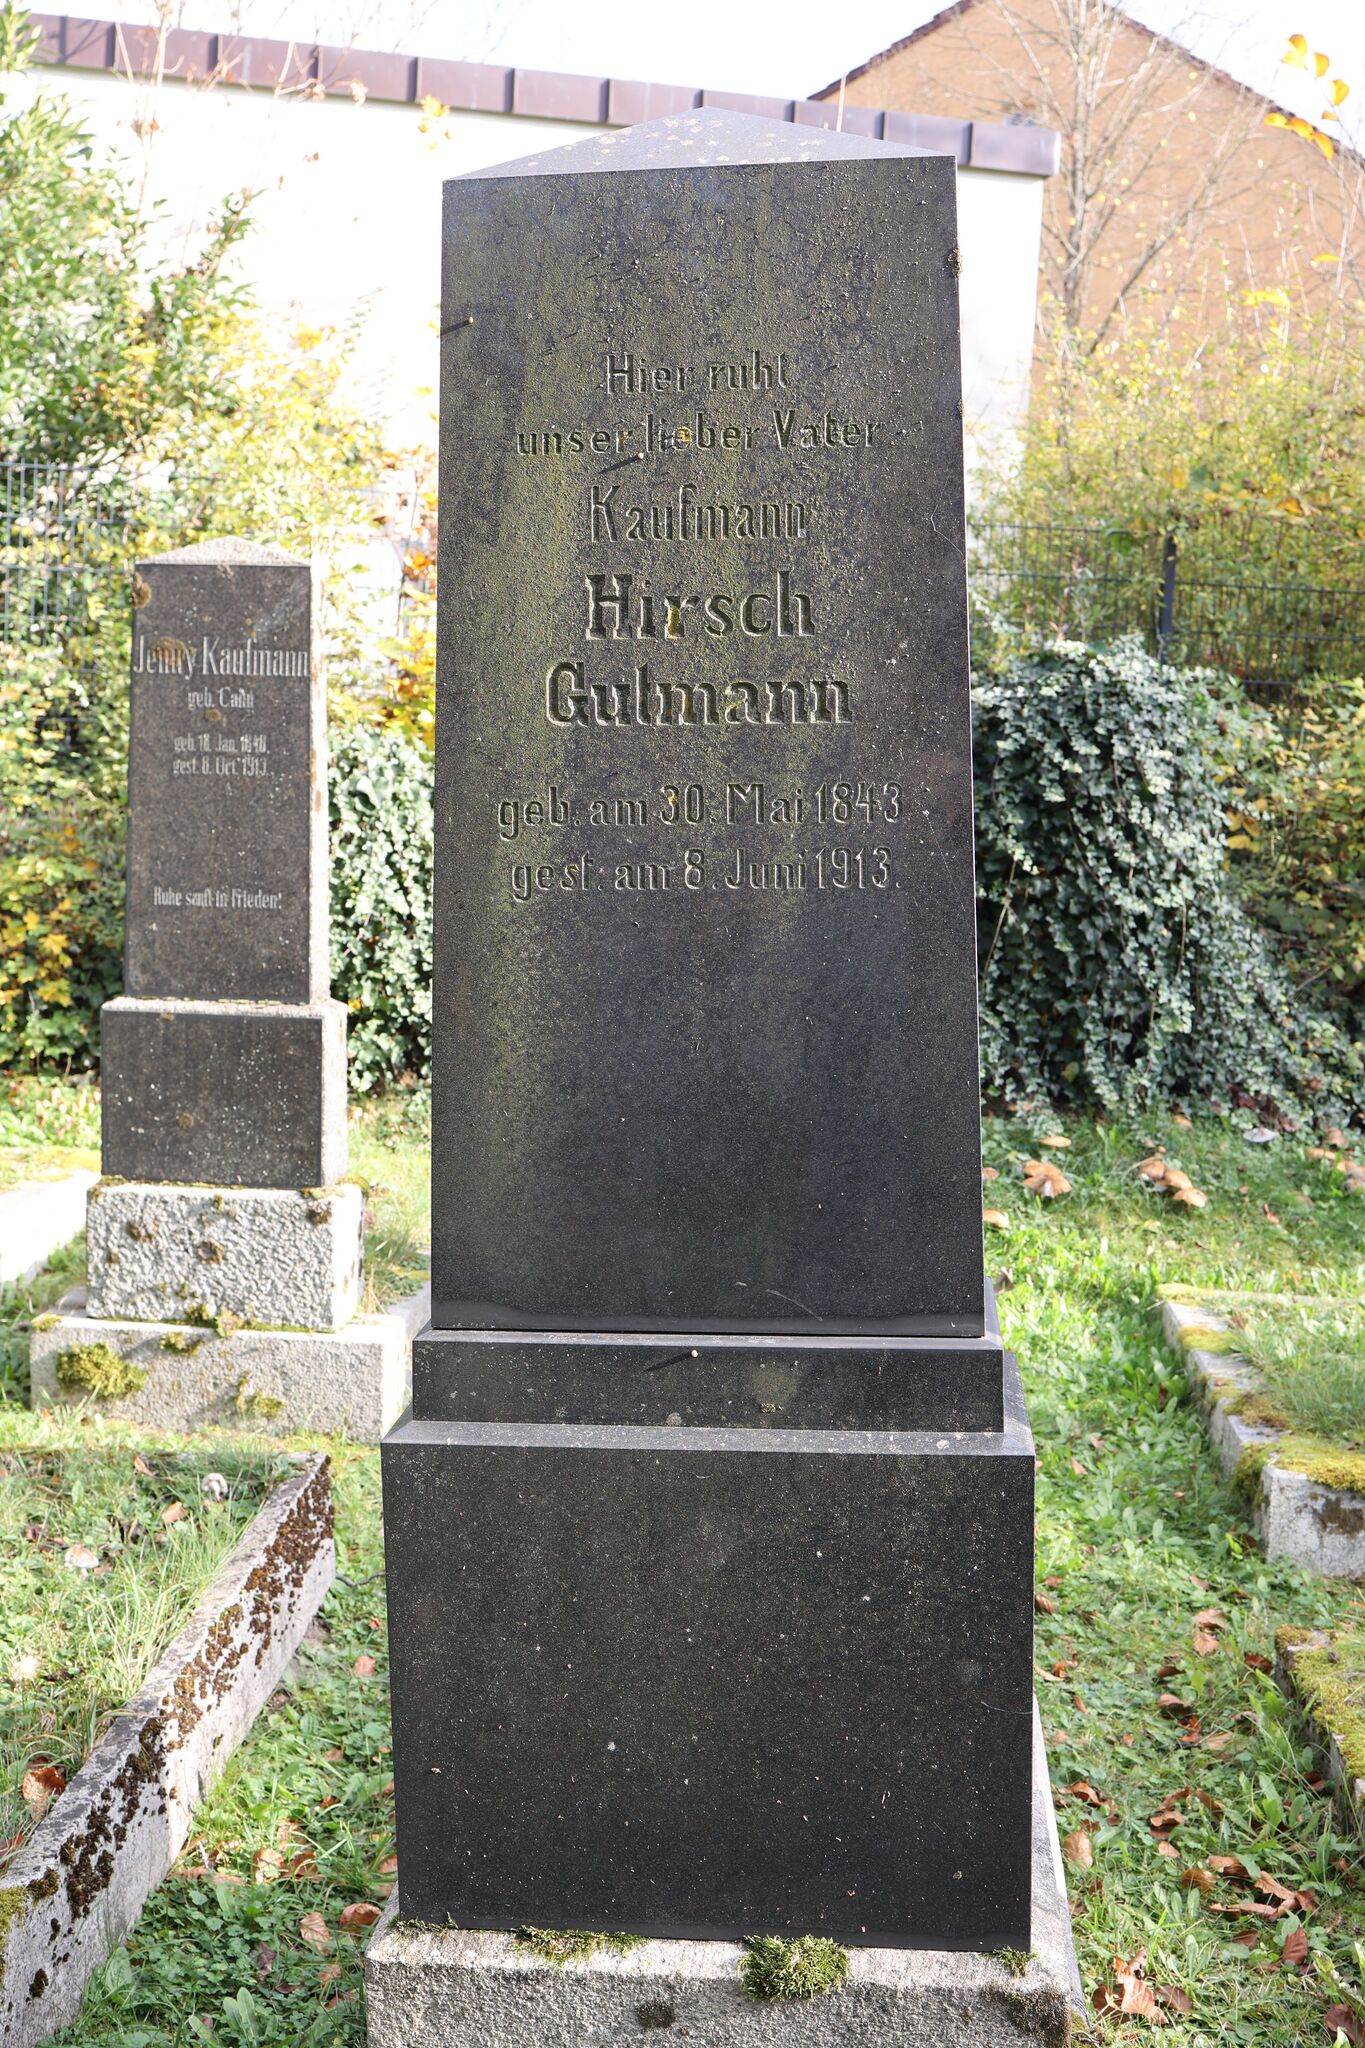 Hier ruht
unser lieber Vater
Kaufmann
Hirsch
Gutmann
geb. am 30. Mai 1843
gest. am 8. Juni 1913.
Jenny Kaufmann
geb. Cahn
geb. 18. Jan. 1848.
gest. 8. Oct. 1913.
Ruhe sanft in Frieden!